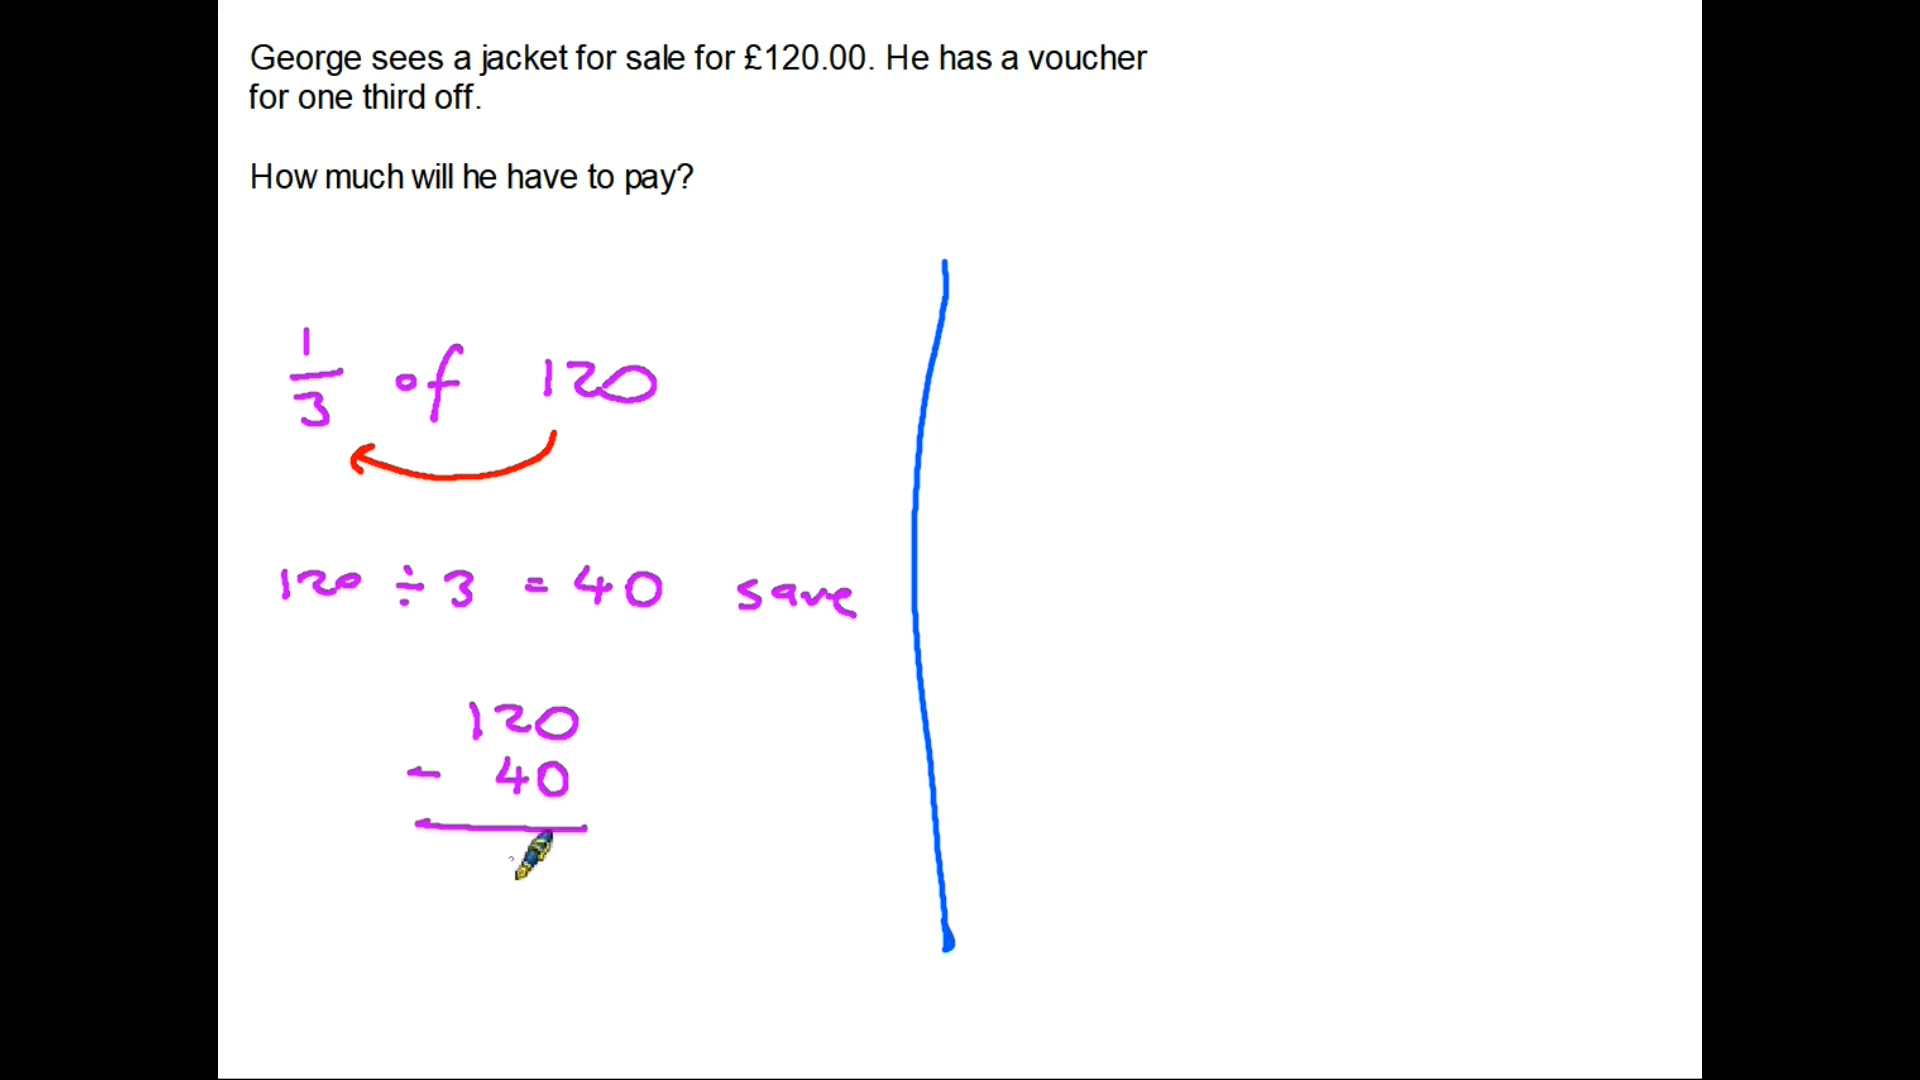 George sees a jacket for sale for £120.00. He has a voucher
for one third off.
How much will he have to pay?
1/3 of 120
120 ÷ 3 = 40 save
120
- 40